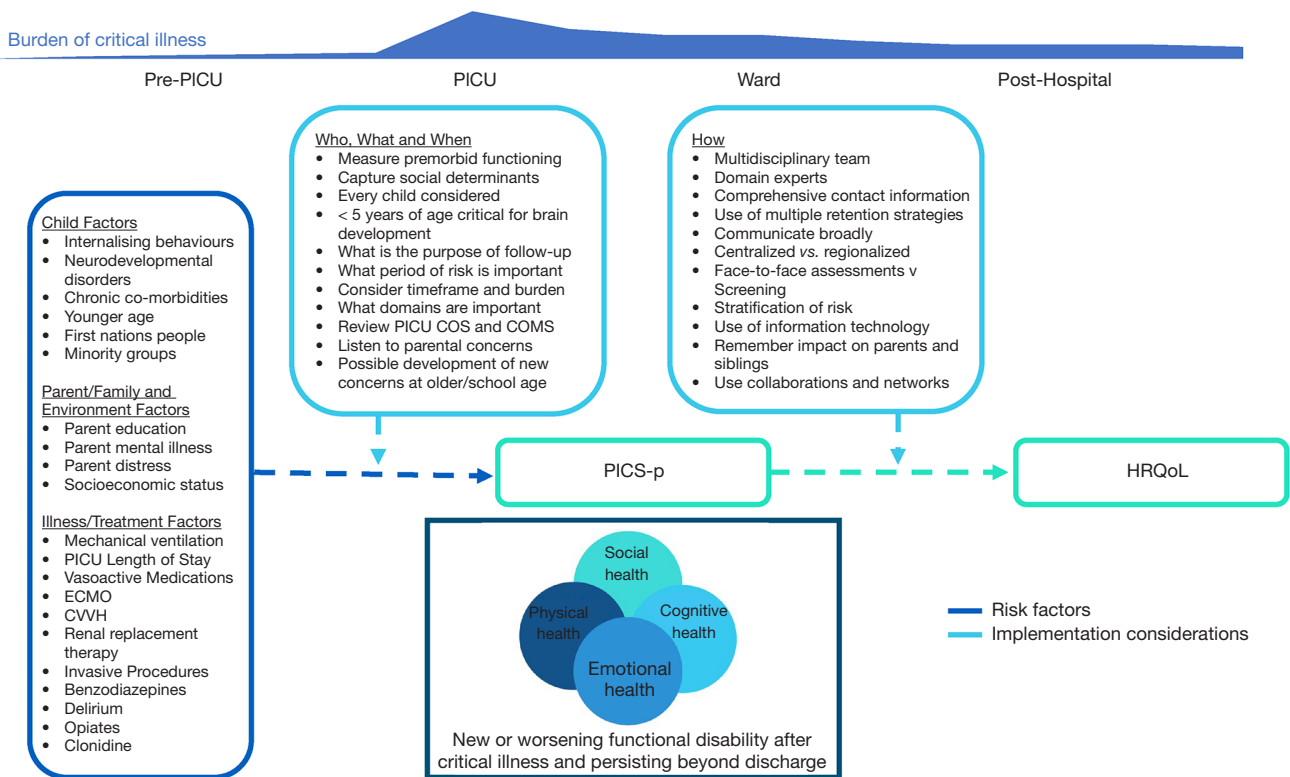 Burden of critical illness
Pre-PICU
PICU
Ward
Post-Hospital
Child Factors
• Internalising behaviours
• Neurodevelopmental
disorders
• Chronic co-morbidities
• Younger age
• First nations people
• Minority groups
Parent/Family and
Environment Factors
• Parent education
• Parent mental illness
• Parent distress
• Socioeconomic status
Illness/Treatment Factors
• Mechanical ventilation
• PICU Length of Stay
• Vasoactive Medications
• ECMO
• CVVH
• Renal replacement
therapy
• Invasive Procedures
• Benzodiazepines
• Delirium
• Opiates
• Clonidine
Who, What and When
• Measure premorbid functioning
• Capture social determinants
• Every child considered
• < 5 years of age critical for brain
development
• What is the purpose of follow-up
• What period of risk is important
• Consider timeframe and burden
• What domains are important
• Review PICU COS and COMS
• Listen to parental concerns
• Possible development of new
concerns at older/school age
How
• Multidisciplinary team
• Domain experts
• Comprehensive contact information
• Use of multiple retention strategies
• Communicate broadly
• Centralized vs. regionalized
• Face-to-face assessments v
Screening
• Stratification of risk
• Use of information technology
• Remember impact on parents and
siblings
• Use collaborations and networks
PICS-p
HRQoL
Social
health
Physical
health
Cognitive
health
Emotional
health
New or worsening functional disability after
critical illness and persisting beyond discharge
Risk factors
Implementation considerations